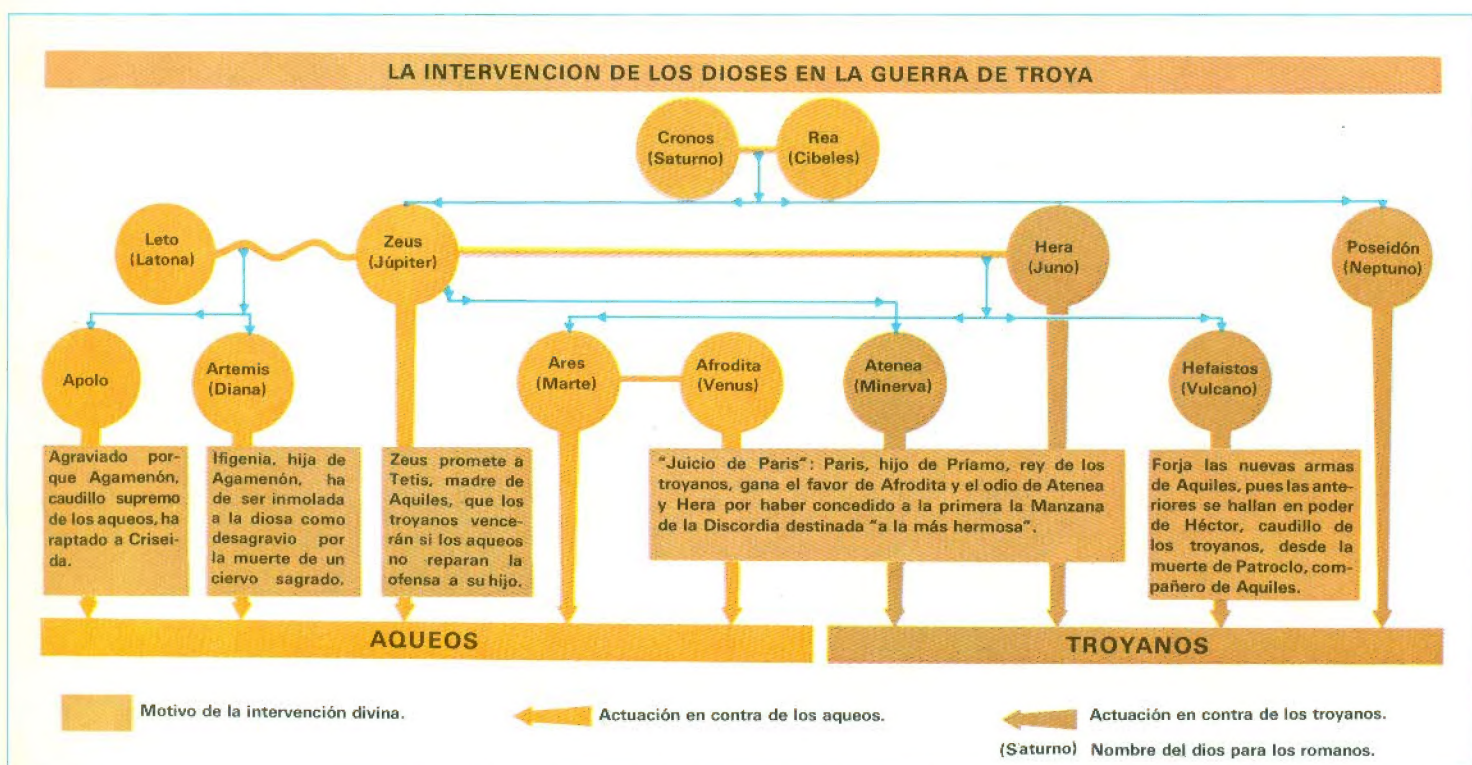 LA INTERVENCION DE LOS DIOSES EN LA GUERRA DE TROYA
Cronos
(Saturno)
Rea
(Cibeles)
Leto
(Latona)
Zeus
(Júpiter)
Hera
(Juno)
Poseidón
(Neptuno)
Apolo
Artemis
(Diana)
Ares
(Marte)
Afrodita
(Venus)
Atenea
(Minerva)
Hefaistos
(Vulcano)
Agraviado por-
que Agamenón,
caudillo supremo
de los aqueos, ha
raptado a Crisei-
da.
Ifigenia, hija de
Agamenón, ha
de ser inmolada
a la diosa como
desagravio por
la muerte de un
ciervo sagrado.
Zeus promete a
Tetis, madre de
Aquiles, que los
troyanos vence-
rán si los aqueos
no reparan la
ofensa a su hijo.
"Juicio de Paris": Paris, hijo de Príamo, rey de los
troyanos, gana el favor de Afrodita y el odio de Atenea
y Hera por haber concedido a la primera la Manzana
de la Discordia destinada "a la más hermosa".
Forja las nuevas armas
de Aquiles, pues las ante-
riores se hallan en poder
de Héctor, caudillo de
los troyanos, desde la
muerte de Patroclo, com-
pañero de Aquiles.
AQUEOS
TROYANOS
Motivo de la intervención divina.
Actuación en contra de los aqueos.
Actuación en contra de los troyanos.
(Saturno) Nombre del dios para los romanos.